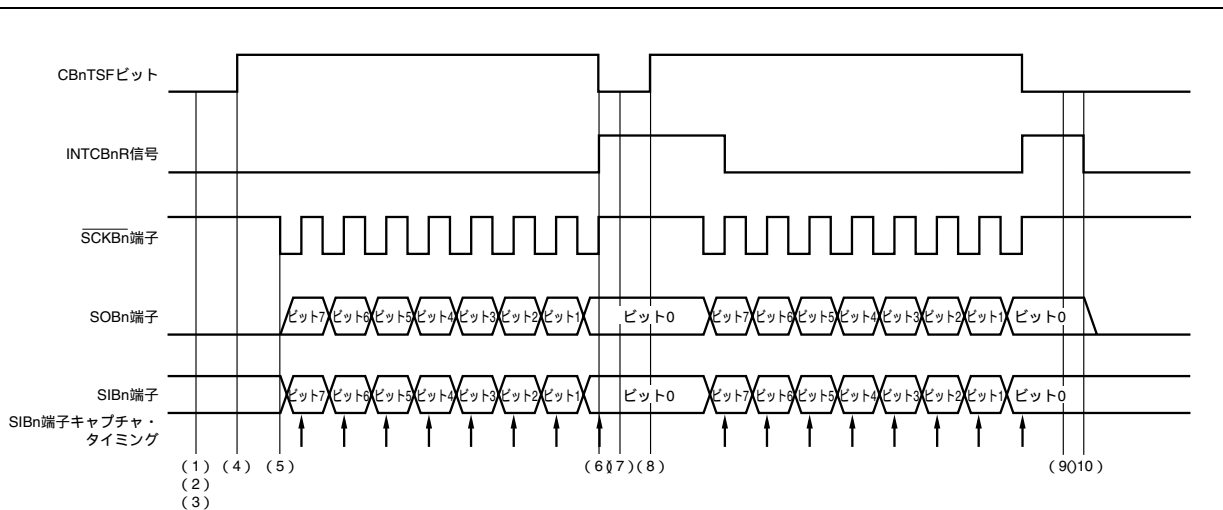 CBnTSFビット
INTCBnR信号
SCKBn端子
SOBn端子
ビット7 ビット6 ビット5 ビット4 ビット3 ビット2 ビット1 ビット0 ビット7 ビット6 ビット5 ビット4 ビット3 ビット2 ビット1 ビット0
SIBn端子
ビット7 ビット6 ビット5 ビット4 ビット3 ビット2 ビット1 ビット0 ビット7 ビット6 ビット5 ビット4 ビット3 ビット2 ビット1 ビット0
SIBn端子キャプチャ・
タイミング
(1) (4) (5) (6)(7)(8) (9)(10)
(2)
(3)